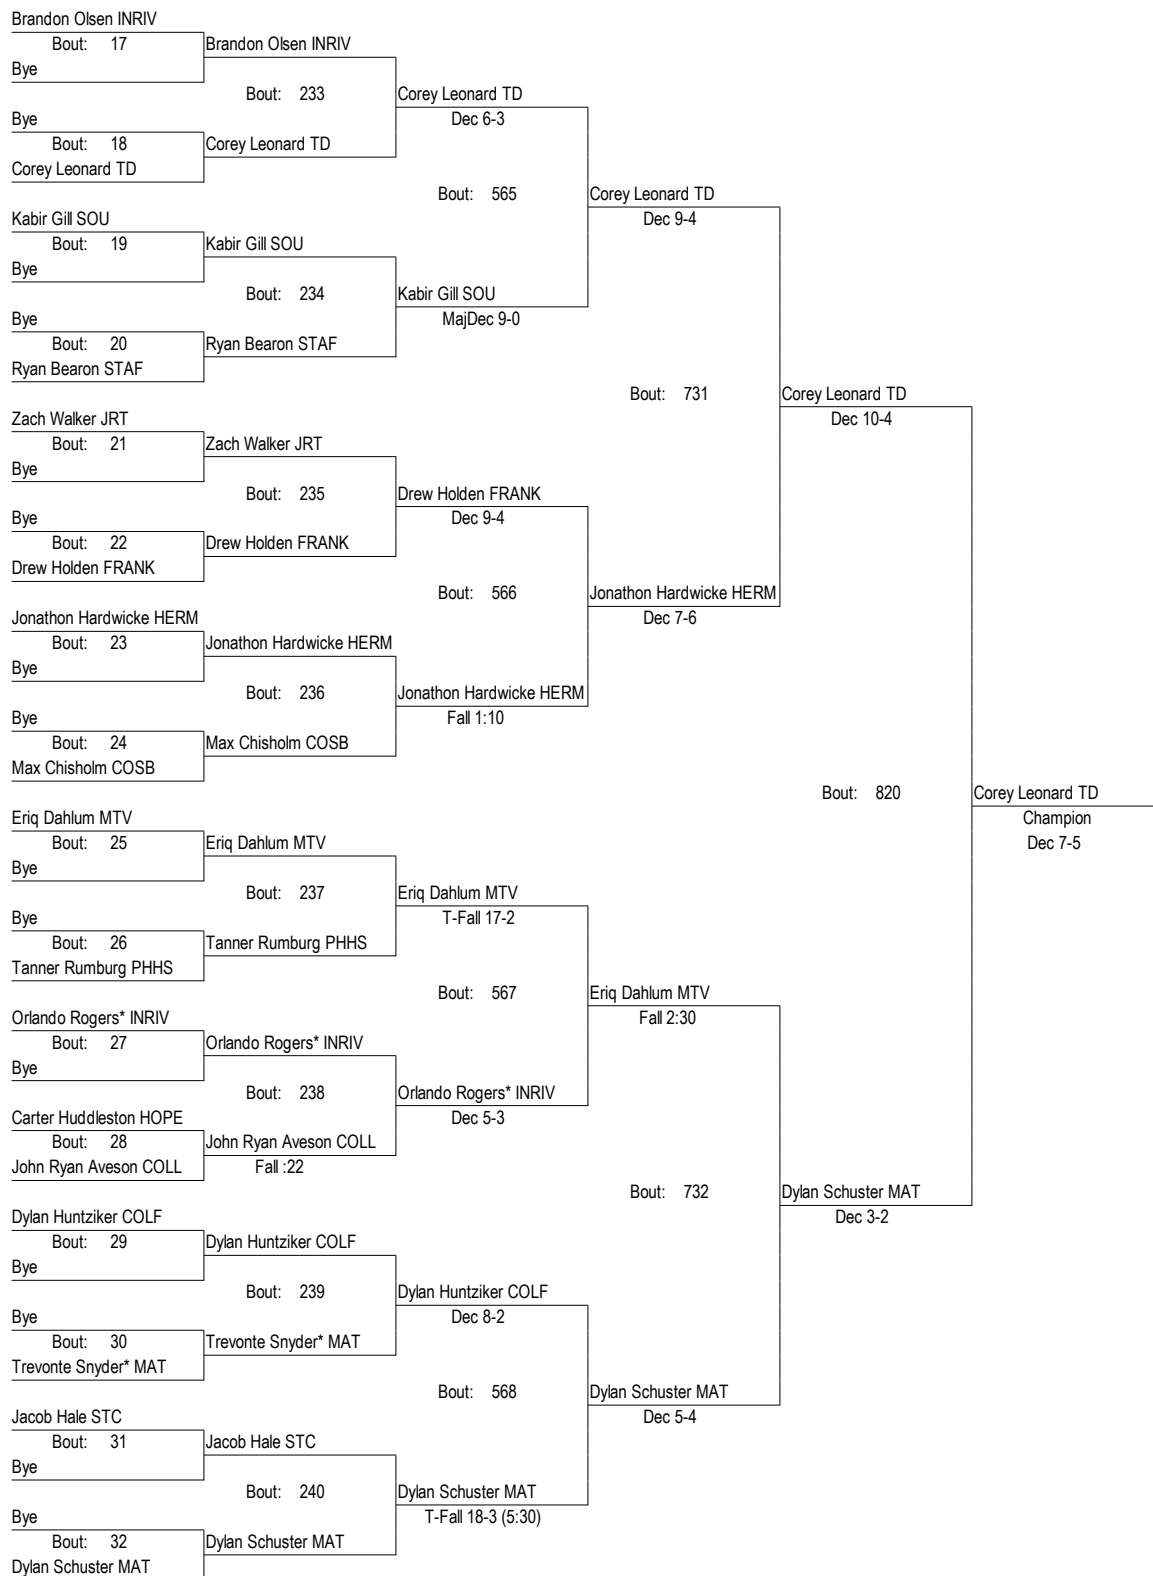 Brandon Olsen INRIV
Bout: 17 Brandon Olsen INRIV
Bye
Bout: 233 Corey Leonard TD
Bye Dec 6-3
Bout: 18 Corey Leonard TD
Corey Leonard TD
Bout: 565 Corey Leonard TD
Kabir Gill SOU Dec 9-4
Bout: 19 Kabir Gill SOU
Bye
Bout: 234 Kabir Gill SOU
Bye MajDec 9-0
Bout: 20 Ryan Bearon STAF
Ryan Bearon STAF
Bout: 731 Corey Leonard TD
Zach Walker JRT Dec 10-4
Bout: 21 Zach Walker JRT
Bye
Bout: 235 Drew Holden FRANK
Bye Dec 9-4
Bout: 22 Drew Holden FRANK
Drew Holden FRANK
Bout: 566 Jonathon Hardwicke HERM
Jonathon Hardwicke HERM Dec 7-6
Bout: 23 Jonathon Hardwicke HERM
Bye
Bout: 236 Jonathon Hardwicke HERM
Bye Fall 1:10
Bout: 24 Max Chisholm COSB
Max Chisholm COSB
Bout: 820 Corey Leonard TD
Eriq Dahlum MTV Champion
Bout: 25 Eriq Dahlum MTV Dec 7-5
Bye
Bout: 237 Eriq Dahlum MTV
Bye T-Fall 17-2
Bout: 26 Tanner Rumburg PHHS
Tanner Rumburg PHHS
Bout: 567 Eriq Dahlum MTV
Orlando Rogers* INRIV Fall 2:30
Bout: 27 Orlando Rogers* INRIV
Bye
Bout: 238 Orlando Rogers* INRIV
Carter Huddleston HOPE Dec 5-3
Bout: 28 John Ryan Aveson COLL
John Ryan Aveson COLL Fall :22
Bout: 732 Dylan Schuster MAT
Dylan Huntziker COLF Dec 3-2
Bout: 29 Dylan Huntziker COLF
Bye
Bout: 239 Dylan Huntziker COLF
Bye Dec 8-2
Bout: 30 Trevonte Snyder* MAT
Trevonte Snyder* MAT
Bout: 568 Dylan Schuster MAT
Jacob Hale STC Dec 5-4
Bout: 31 Jacob Hale STC
Bye
Bout: 240 Dylan Schuster MAT
Bye T-Fall 18-3 (5:30)
Bout: 32 Dylan Schuster MAT
Dylan Schuster MAT